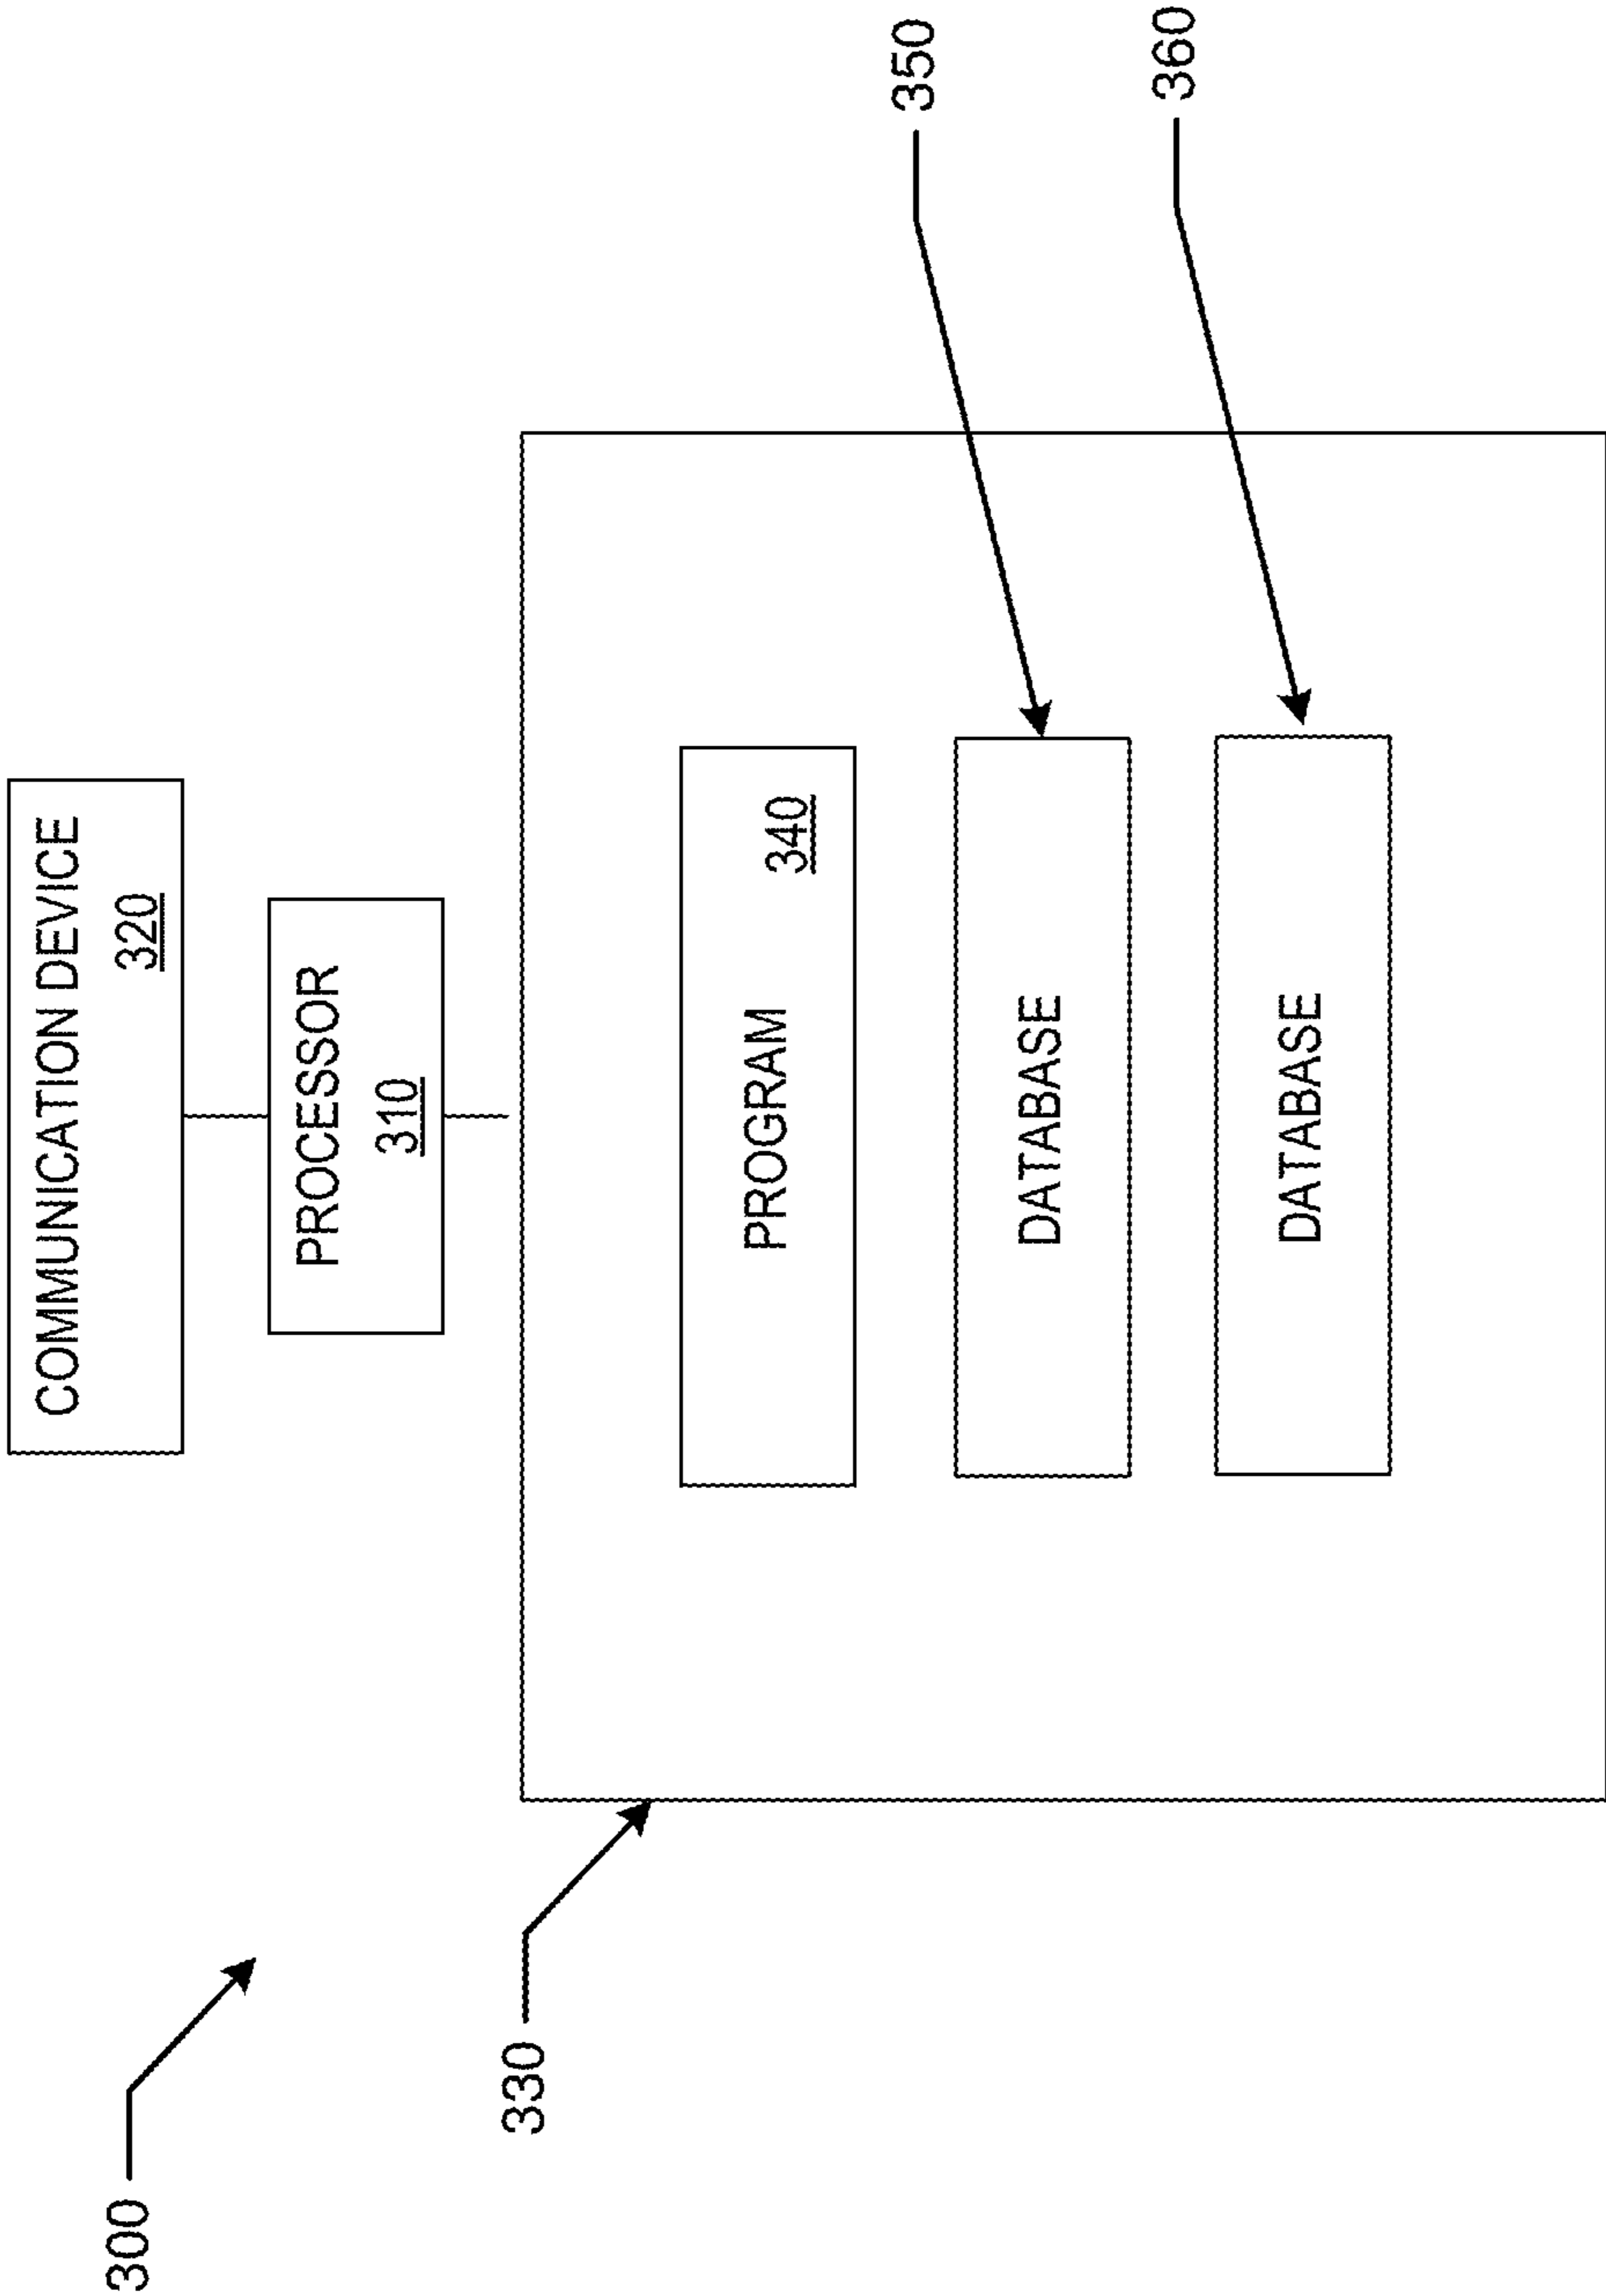 300
COMMUNICATION DEVICE
320
PROCESSOR
310
330
PROGRAM
340
DATABASE
350
DATABASE
360